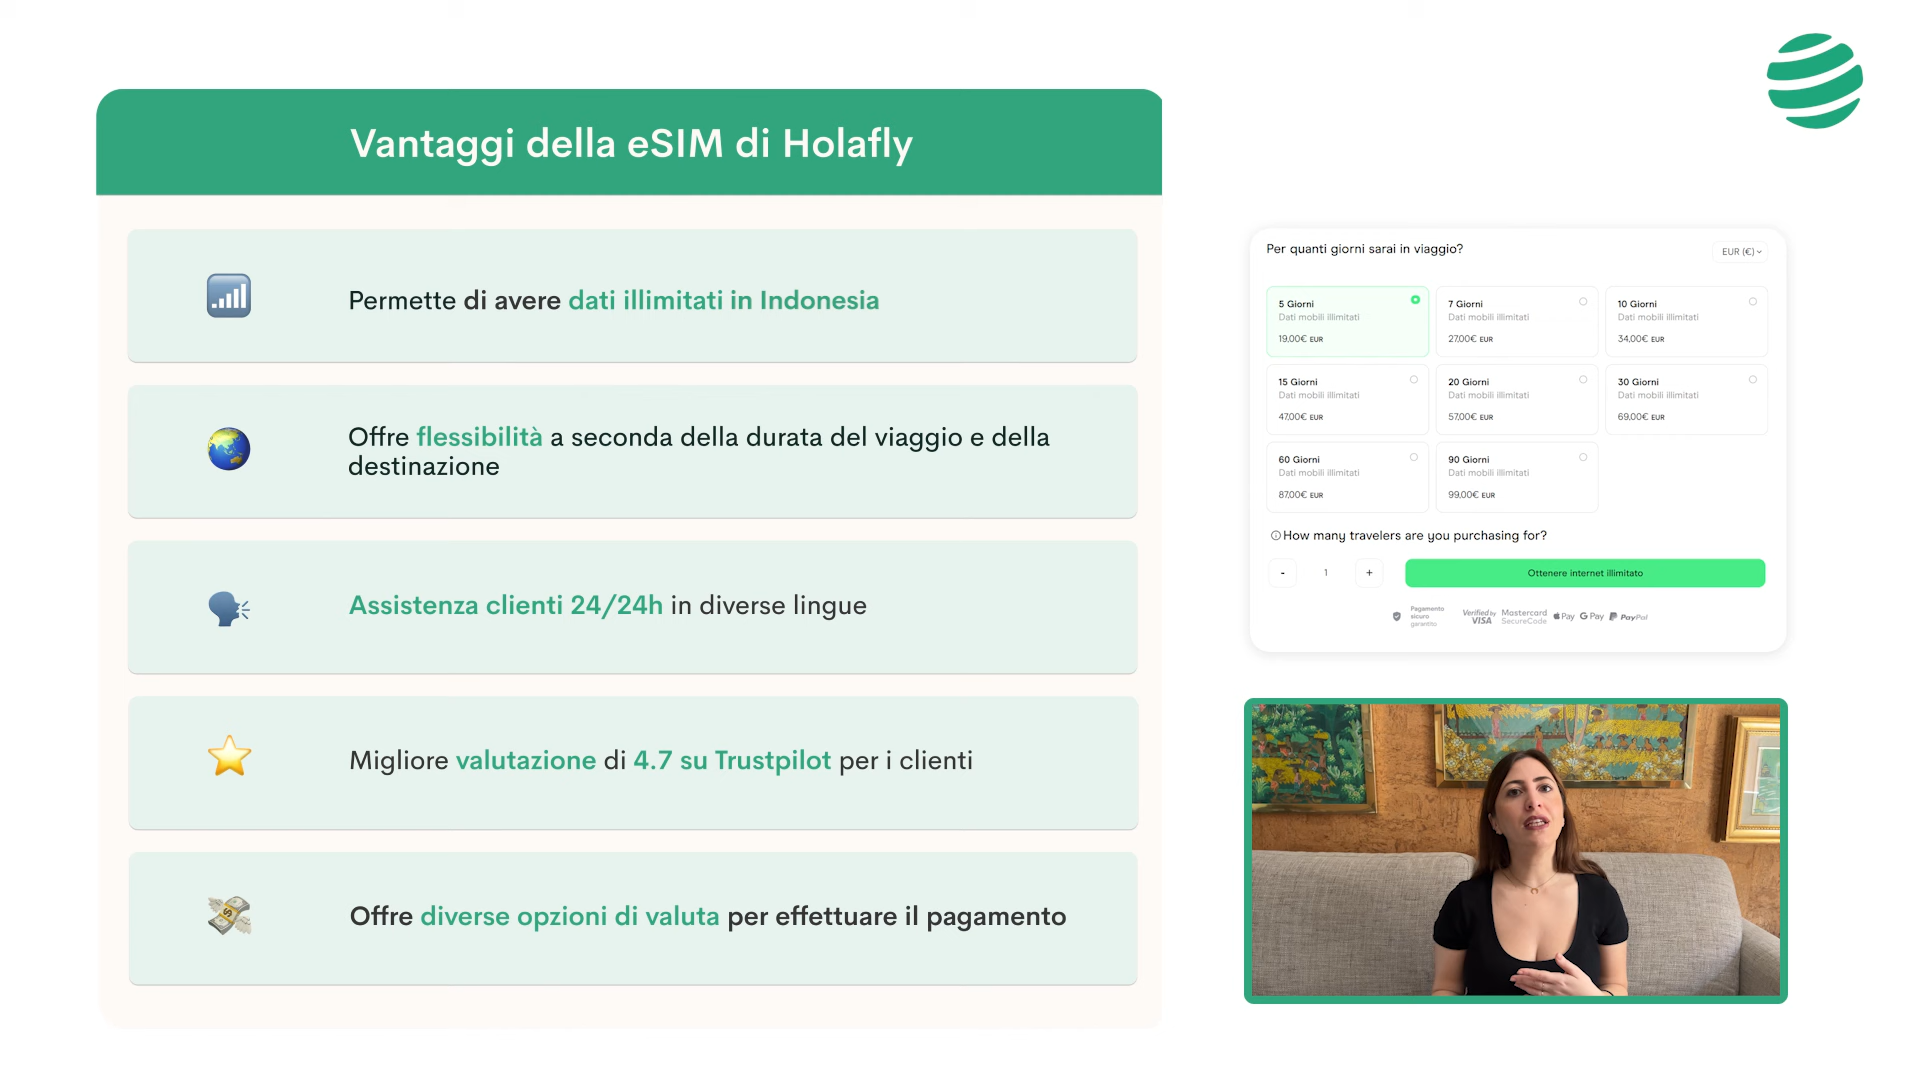 Vantaggi della eSIM di Holafly
Permette di avere dati illimitati in Indonesia
Offre flessibilità a seconda della durata del viaggio e della
destinazione
Assistenza clienti 24/24h in diverse lingue
Migliore valutazione di 4.7 su Trustpilot per i clienti
Offre diverse opzioni di valuta per effettuare il pagamento
Per quanti giorni sarai in viaggio?
EUR (€)
5 Giorni
Dati mobili illimitati
19,00€ EUR
7 Giorni
Dati mobili illimitati
27,00€ EUR
10 Giorni
Dati mobili illimitati
34,00€ EUR
15 Giorni
Dati mobili illimitati
47,00€ EUR
20 Giorni
Dati mobili illimitati
57,00€ EUR
30 Giorni
Dati mobili illimitati
69,00€ EUR
60 Giorni
Dati mobili illimitati
87,00€ EUR
90 Giorni
Dati mobili illimitati
99,00€ EUR
How many travelers are you purchasing for?
- 1 +
Ottenere internet illimitato
Pagamento
sicuro
garantito
Verified by
VISA
Mastercard
SecureCode
Pay
G Pay
PayPal